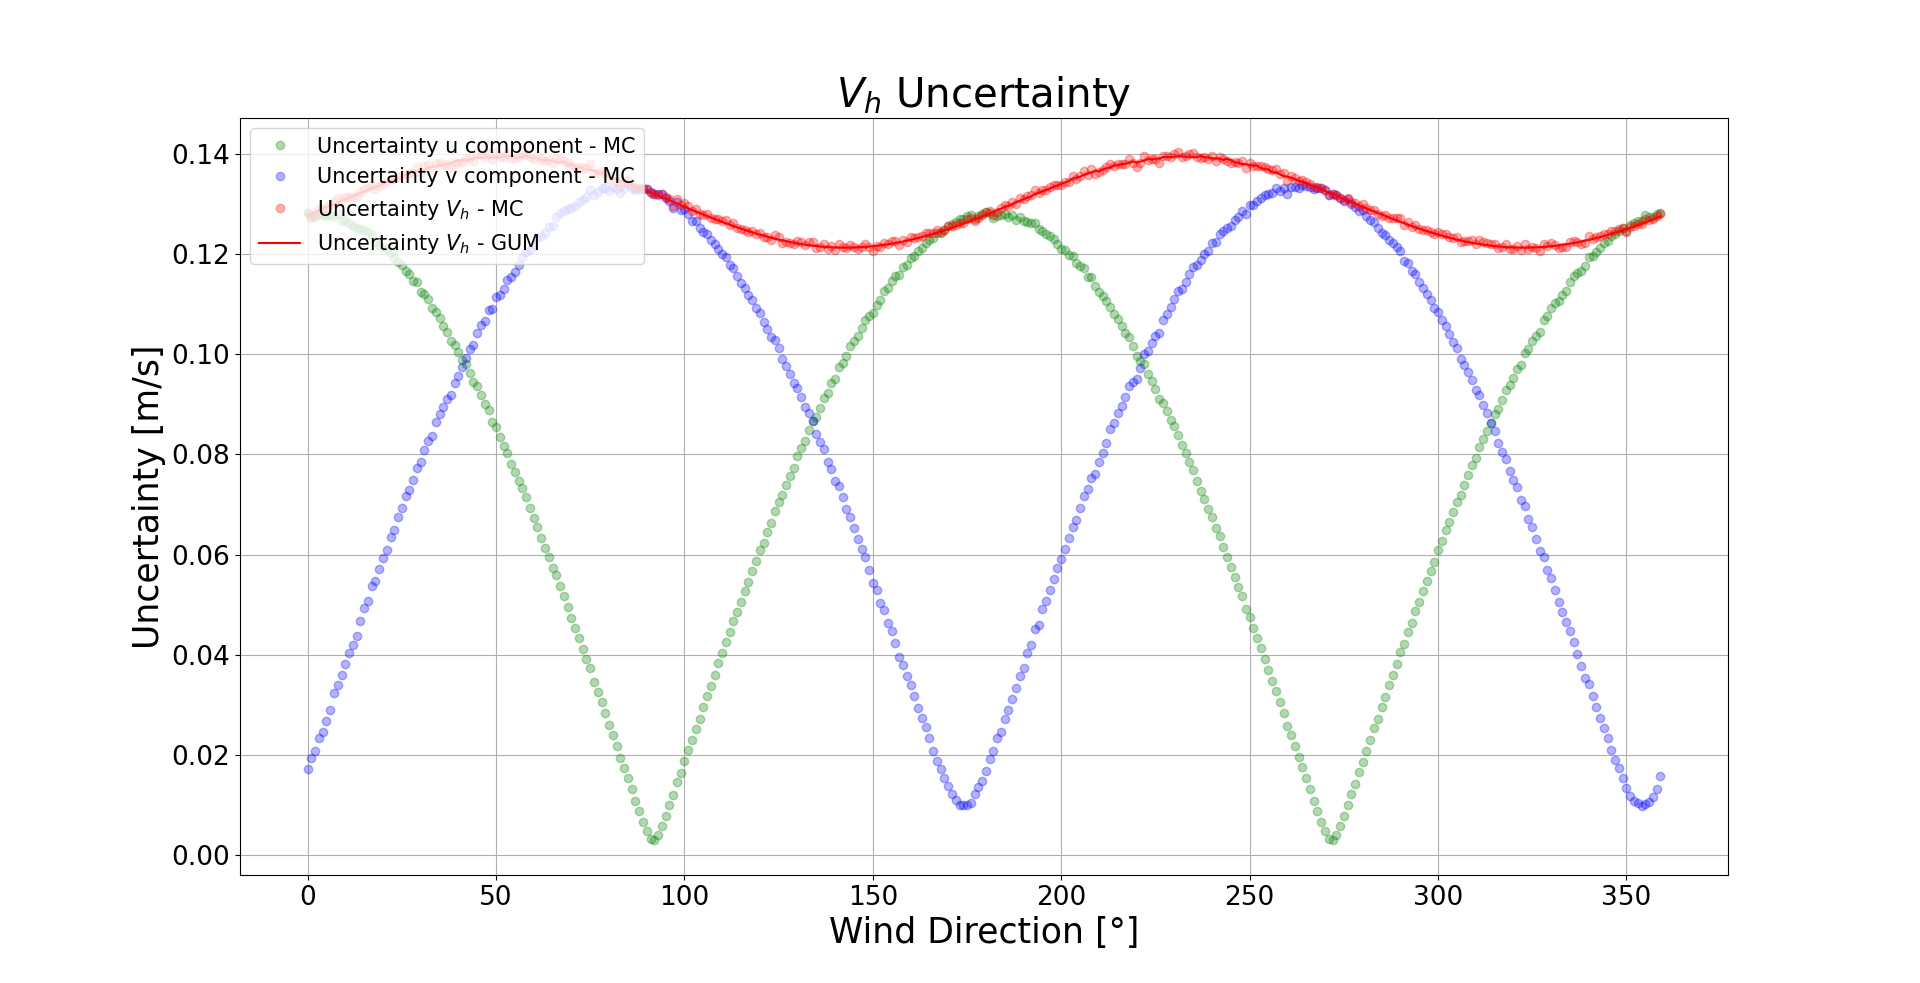 V_h Uncertainty
Uncertainty u component - MC
Uncertainty v component - MC
Uncertainty V_h - MC
Uncertainty V_h - GUM
Uncertainty [m/s]
0.14
0.12
0.10
0.08
0.06
0.04
0.02
0.00
0 50 100 150 200 250 300 350
Wind Direction [°]